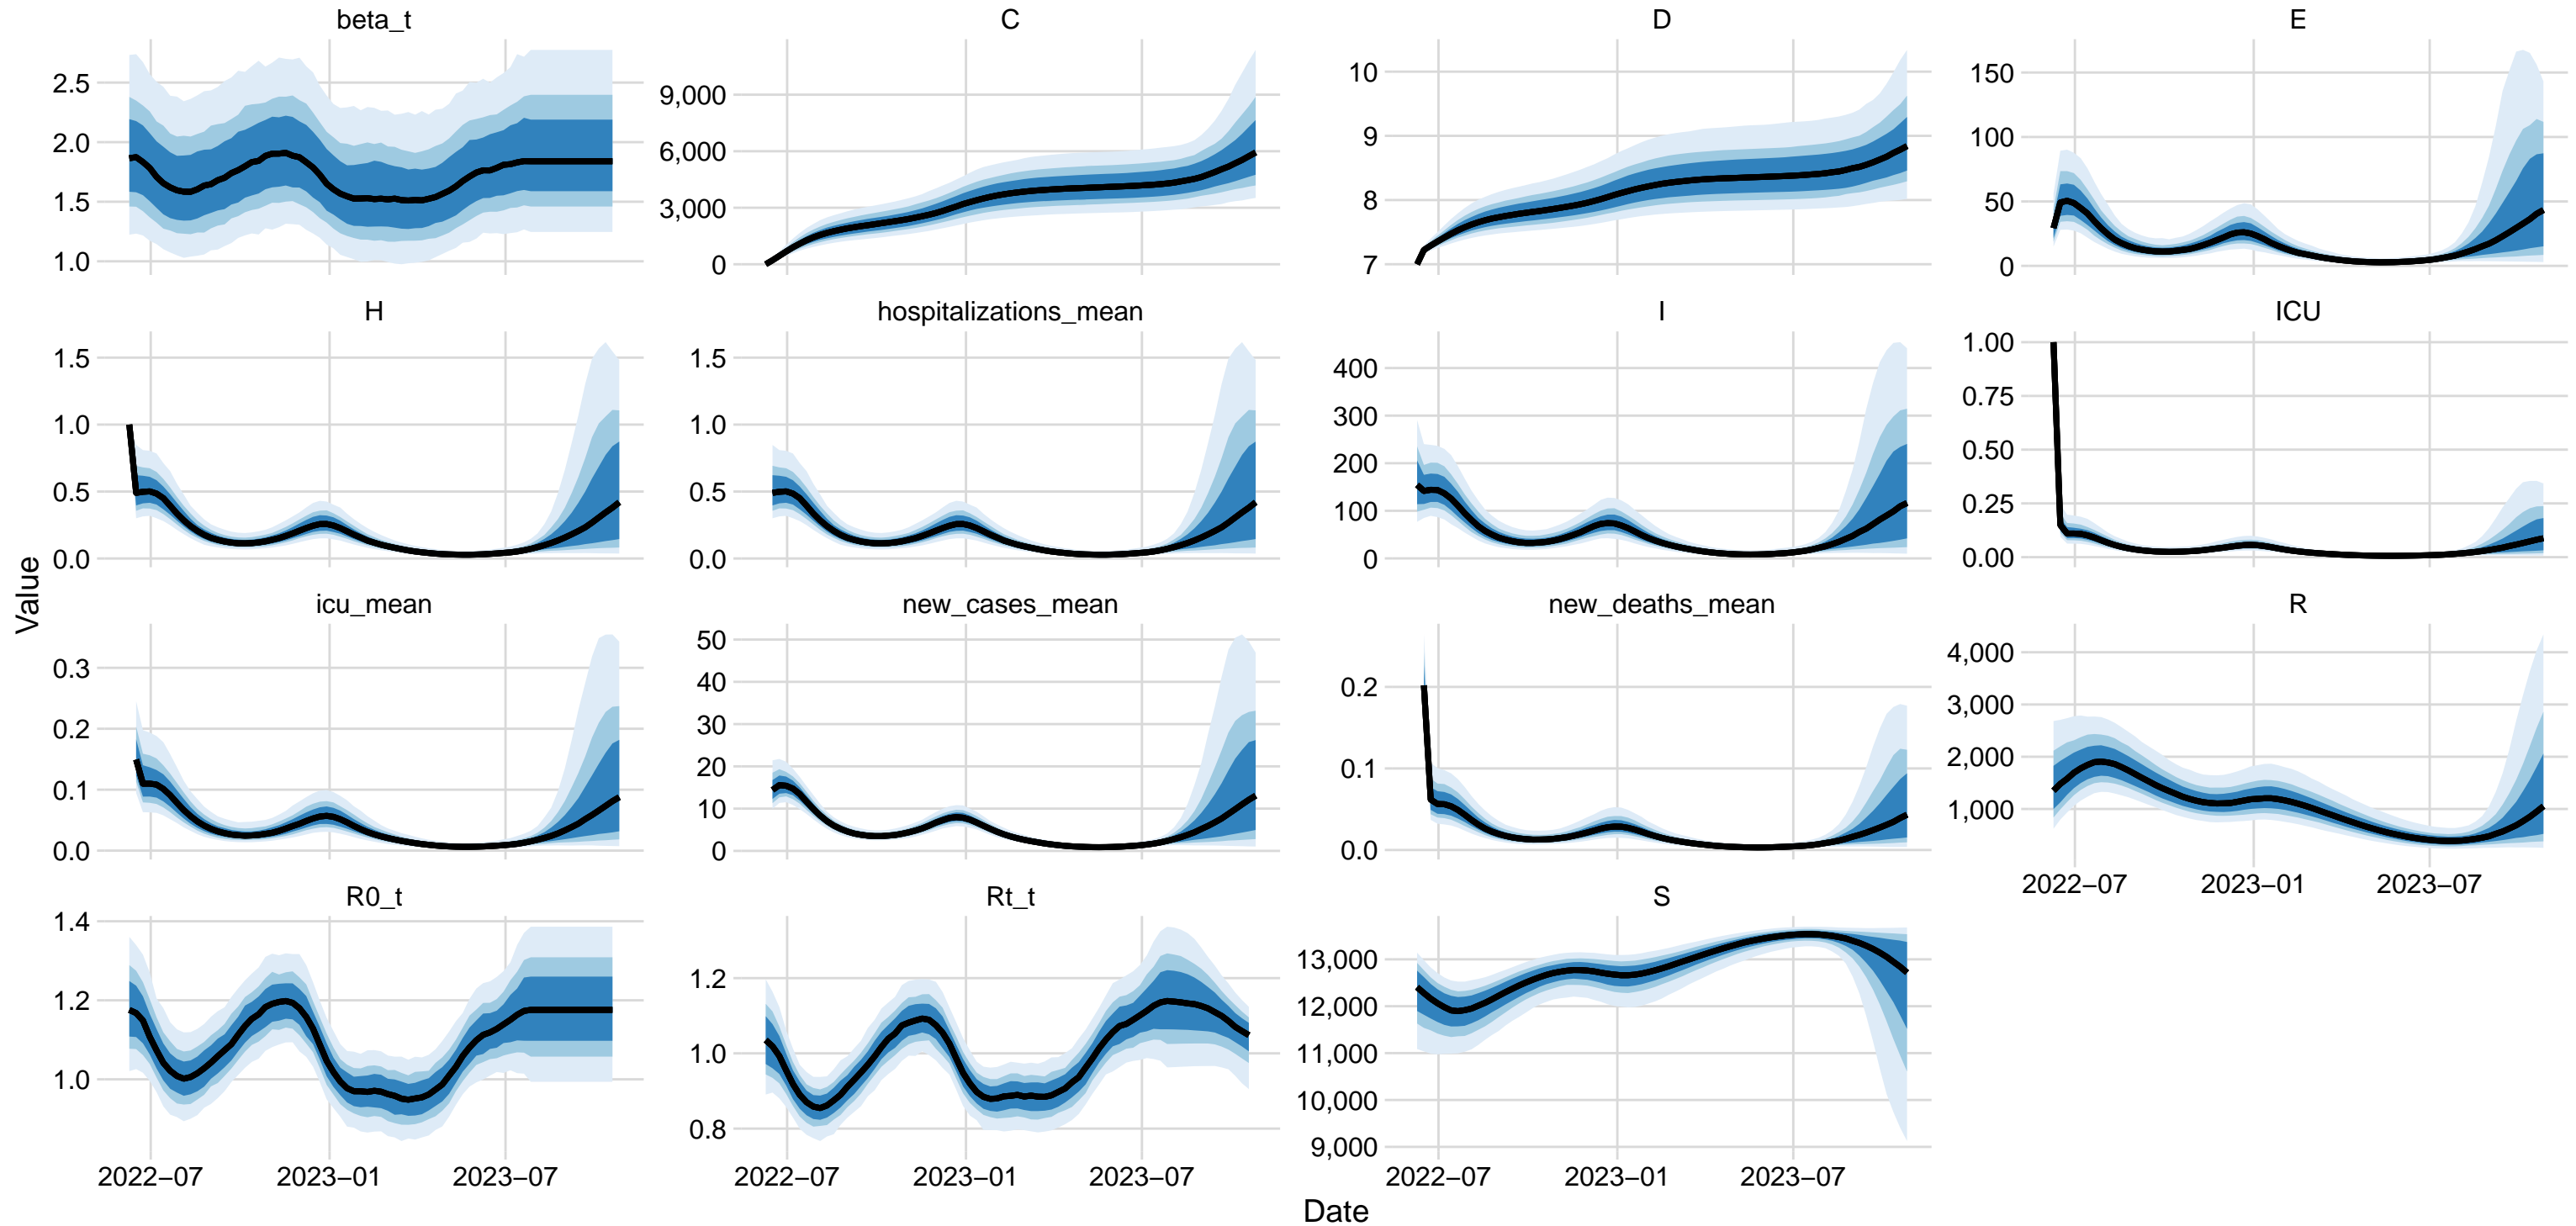 beta_t
C
D
E
2.5
2.0
1.5
1.0
9,000
6,000
3,000
0
10
9
8
7
150
100
50
0
H
hospitalizations_mean
I
ICU
1.5
1.0
0.5
0.0
1.5
1.0
0.5
0.0
400
300
200
100
0
1.00
0.75
0.50
0.25
0.00
icu_mean
new_cases_mean
new_deaths_mean
R
0.3
0.2
0.1
0.0
50
40
30
20
10
0
0.2
0.1
0.0
4,000
3,000
2,000
1,000
2022−07 2023−01 2023−07
R0_t
Rt_t
S
1.4
1.2
1.0
1.2
1.0
0.8
13,000
12,000
11,000
10,000
9,000
2022−07 2023−01 2023−07
2022−07 2023−01 2023−07
2022−07 2023−01 2023−07
Value
Date